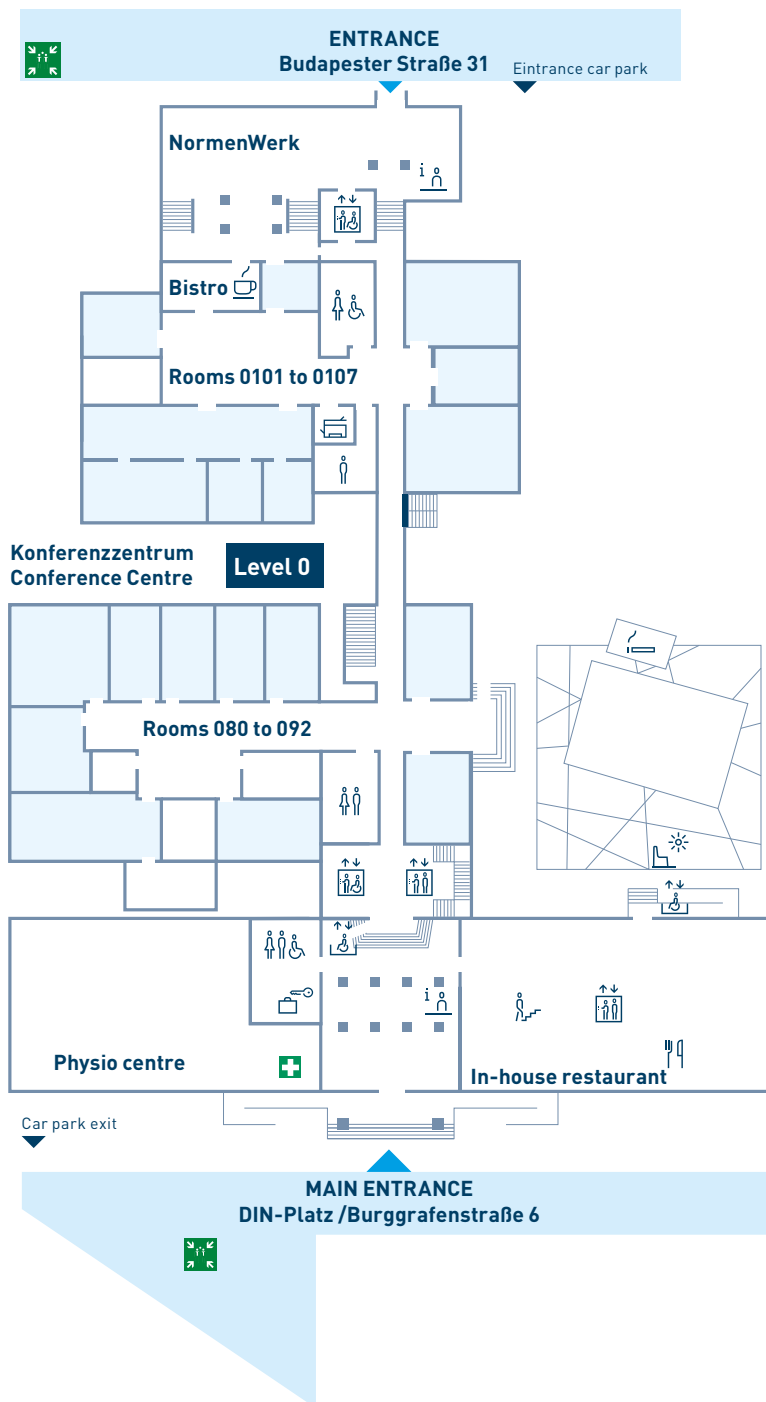 ENTRANCE
Budapester Straße 31
Eintrance car park
NormenWerk
i
Bistro
Rooms 0101 to 0107
Konferenzzentrum
Conference Centre
Level 0
Rooms 080 to 092
i
Physio centre
In-house restaurant
Car park exit
MAIN ENTRANCE
DIN-Platz /Burggrafenstraße 6